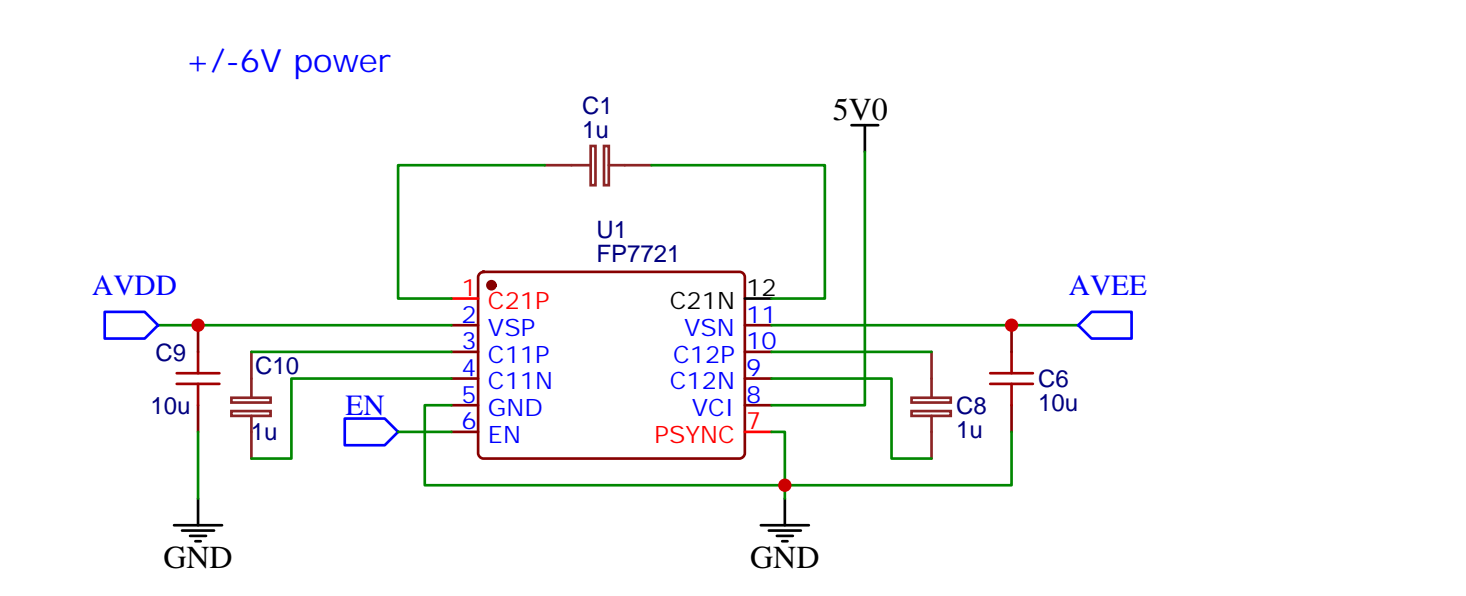 +/-6V power
C1
1u
5V0
U1
FP7721
AVDD
AVEE
1
C21P
C21N
12
2
VSP
VSN
11
3
C11P
C12P
10
4
C11N
C12N
9
5
GND
VCI
8
6
EN
PSYNC
7
C9
10u
C10
1u
EN
C8
1u
C6
10u
GND
GND